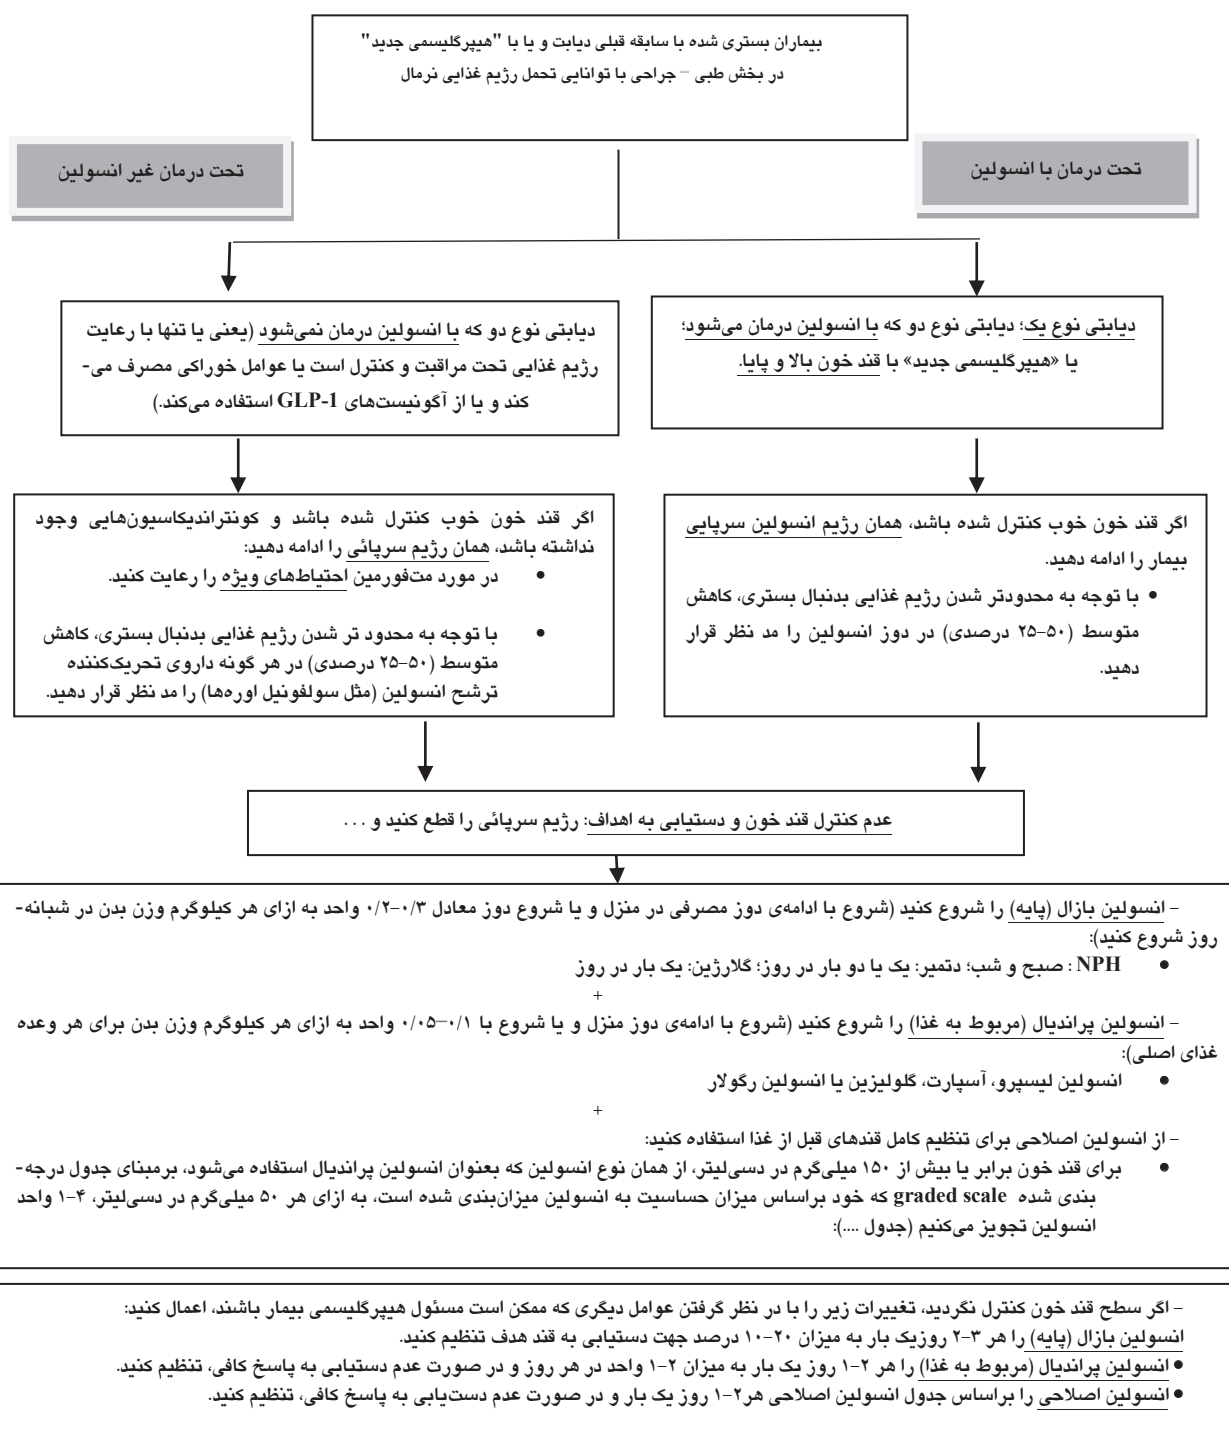 بیماران بستری شده با سابقه قبلی دیابت و یا با "هیپرگلیسمی جدید"
در بخش طبی – جراحی با توانایی تحمل رژیم غذایی نرمال
تحت درمان با انسولین
تحت درمان غیر انسولین
دیابتی نوع یک؛ دیابتی نوع دو که با انسولین درمان می‌شود؛
یا «هیپرگلیسمی جدید» با قند خون بالا و پایا.
دیابتی نوع دو که با انسولین درمان نمی‌شود (یعنی یا تنها با رعایت
رژیم غذایی تحت مراقبت و کنترل است یا عوامل خوراکی مصرف می-
کند و یا از آگونیست‌های GLP-1 استفاده می‌کند.)
اگر قند خون خوب کنترل شده باشد، همان رژیم انسولین سرپایی
بیمار را ادامه دهید.
• با توجه به محدودتر شدن رژیم غذایی بدنبال بستری، کاهش
متوسط (۵۰–۲۵ درصدی) در دوز انسولین را مد نظر قرار
دهید.
اگر قند خون خوب کنترل شده باشد و کونتراندیکاسیون‌هایی وجود
نداشته باشد، همان رژیم سرپائی را ادامه دهید:
• در مورد مت‌فورمین احتیاط‌های ویژه را رعایت کنید.
• با توجه به محدود تر شدن رژیم غذایی بدنبال بستری، کاهش
متوسط (۵۰–۲۵ درصدی) در هر گونه داروی تحریک‌کننده
ترشح انسولین (مثل سولفونیل اوره‌ها) را مد نظر قرار دهید.
عدم کنترل قند خون و دستیابی به اهداف: رژیم سرپائی را قطع کنید و . . .
– انسولین بازال (پایه) را شروع کنید (شروع با ادامه‌ی دوز مصرفی در منزل و یا شروع دوز معادل ۰/۳–۰/۲ واحد به ازای هر کیلوگرم وزن بدن در شبانه-
روز شروع کنید):
• NPH : صبح و شب؛ دتمیر: یک یا دو بار در روز؛ گلارژین: یک بار در روز
+
– انسولین پراندیال (مربوط به غذا) را شروع کنید (شروع با ادامه‌ی دوز منزل و یا شروع با ۰/۱–۰/۰۵ واحد به ازای هر کیلوگرم وزن بدن برای هر وعده
غذای اصلی):
• انسولین لیسپرو، آسپارت، گلولیزین یا انسولین رگولار
+
– از انسولین اصلاحی برای تنظیم کامل قندهای قبل از غذا استفاده کنید:
• برای قند خون برابر یا بیش از ۱۵۰ میلی‌گرم در دسی‌لیتر، از همان نوع انسولین که بعنوان انسولین پراندیال استفاده می‌شود، برمبنای جدول درجه-
بندی شده graded scale که خود براساس میزان حساسیت به انسولین میزان‌بندی شده است، به ازای هر ۵۰ میلی‌گرم در دسی‌لیتر، ۴–۱ واحد
انسولین تجویز می‌کنیم (جدول ....):
– اگر سطح قند خون کنترل نگردید، تغییرات زیر را با در نظر گرفتن عوامل دیگری که ممکن است مسئول هیپرگلیسمی بیمار باشند، اعمال کنید:
انسولین بازال (پایه) را هر ۳–۲ روزیک بار به میزان ۲۰–۱۰ درصد جهت دستیابی به قند هدف تنظیم کنید.
• انسولین پراندیال (مربوط به غذا) را هر ۲–۱ روز یک بار به میزان ۲–۱ واحد در هر روز و در صورت عدم دستیابی به پاسخ کافی، تنظیم کنید.
• انسولین اصلاحی را براساس جدول انسولین اصلاحی هر۲–۱ روز یک بار و در صورت عدم دست‌یابی به پاسخ کافی، تنظیم کنید.